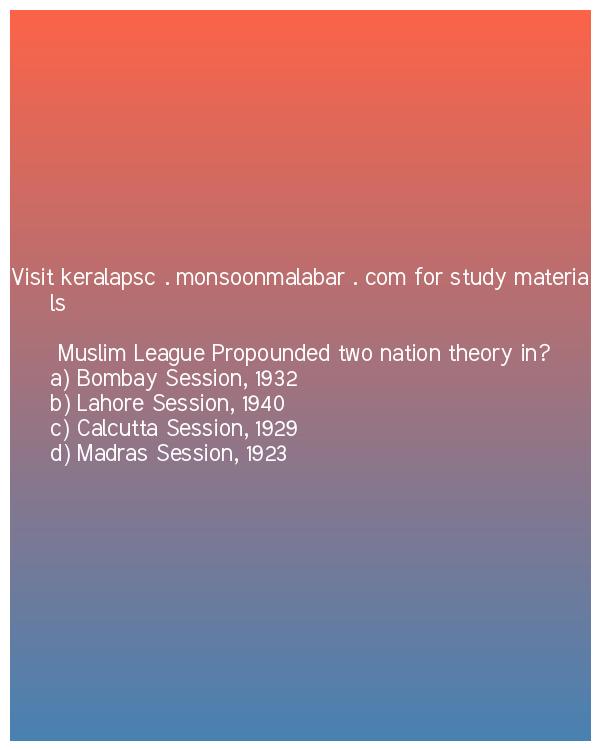 Visit keralapsc . monsoonmalabar . com for study materia
ls
Muslim League Propounded two nation theory in?
a) Bombay Session, 1932
b) Lahore Session, 1940
c) Calcutta Session, 1929
d) Madras Session, 1923